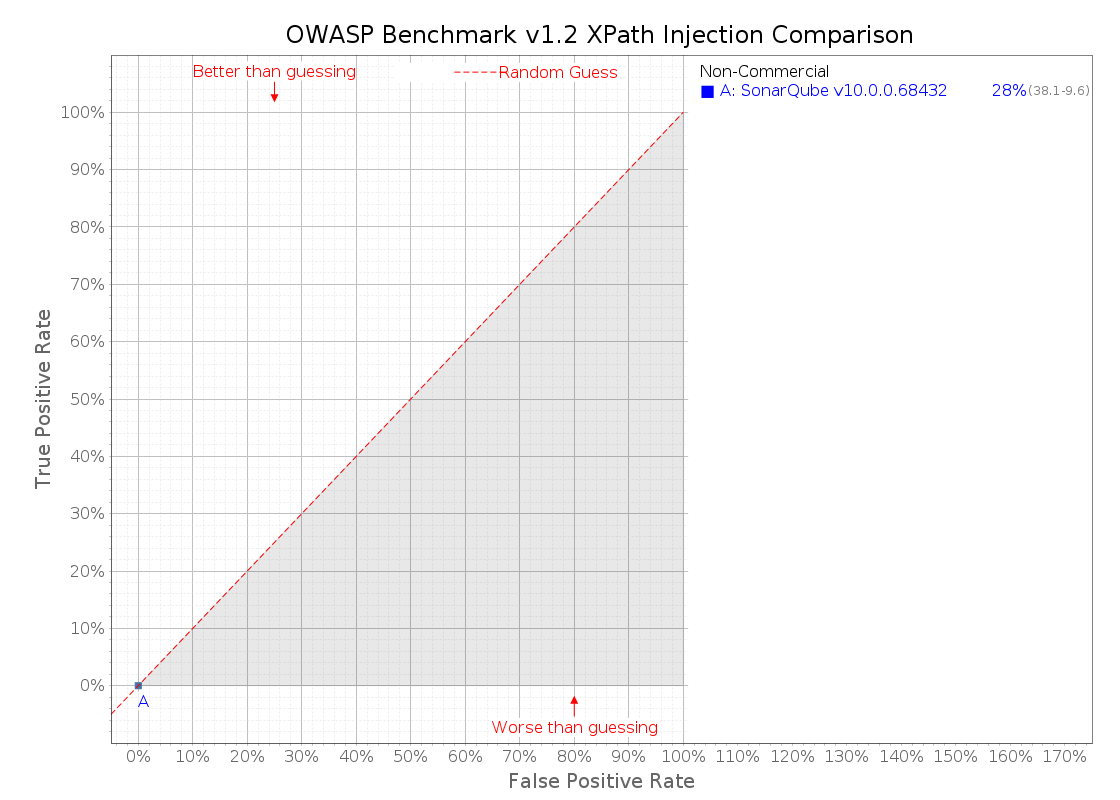 OWASP Benchmark v1.2 XPath Injection Comparison
Better than guessing
Random Guess
Non-Commercial
A: SonarQube v10.0.0.68432 28%(38.1-9.6)
True Positive Rate
100%
90%
80%
70%
60%
50%
40%
30%
20%
10%
0%
A
Worse than guessing
0% 10% 20% 30% 40% 50% 60% 70% 80% 90% 100% 110% 120% 130% 140% 150% 160% 170%
False Positive Rate